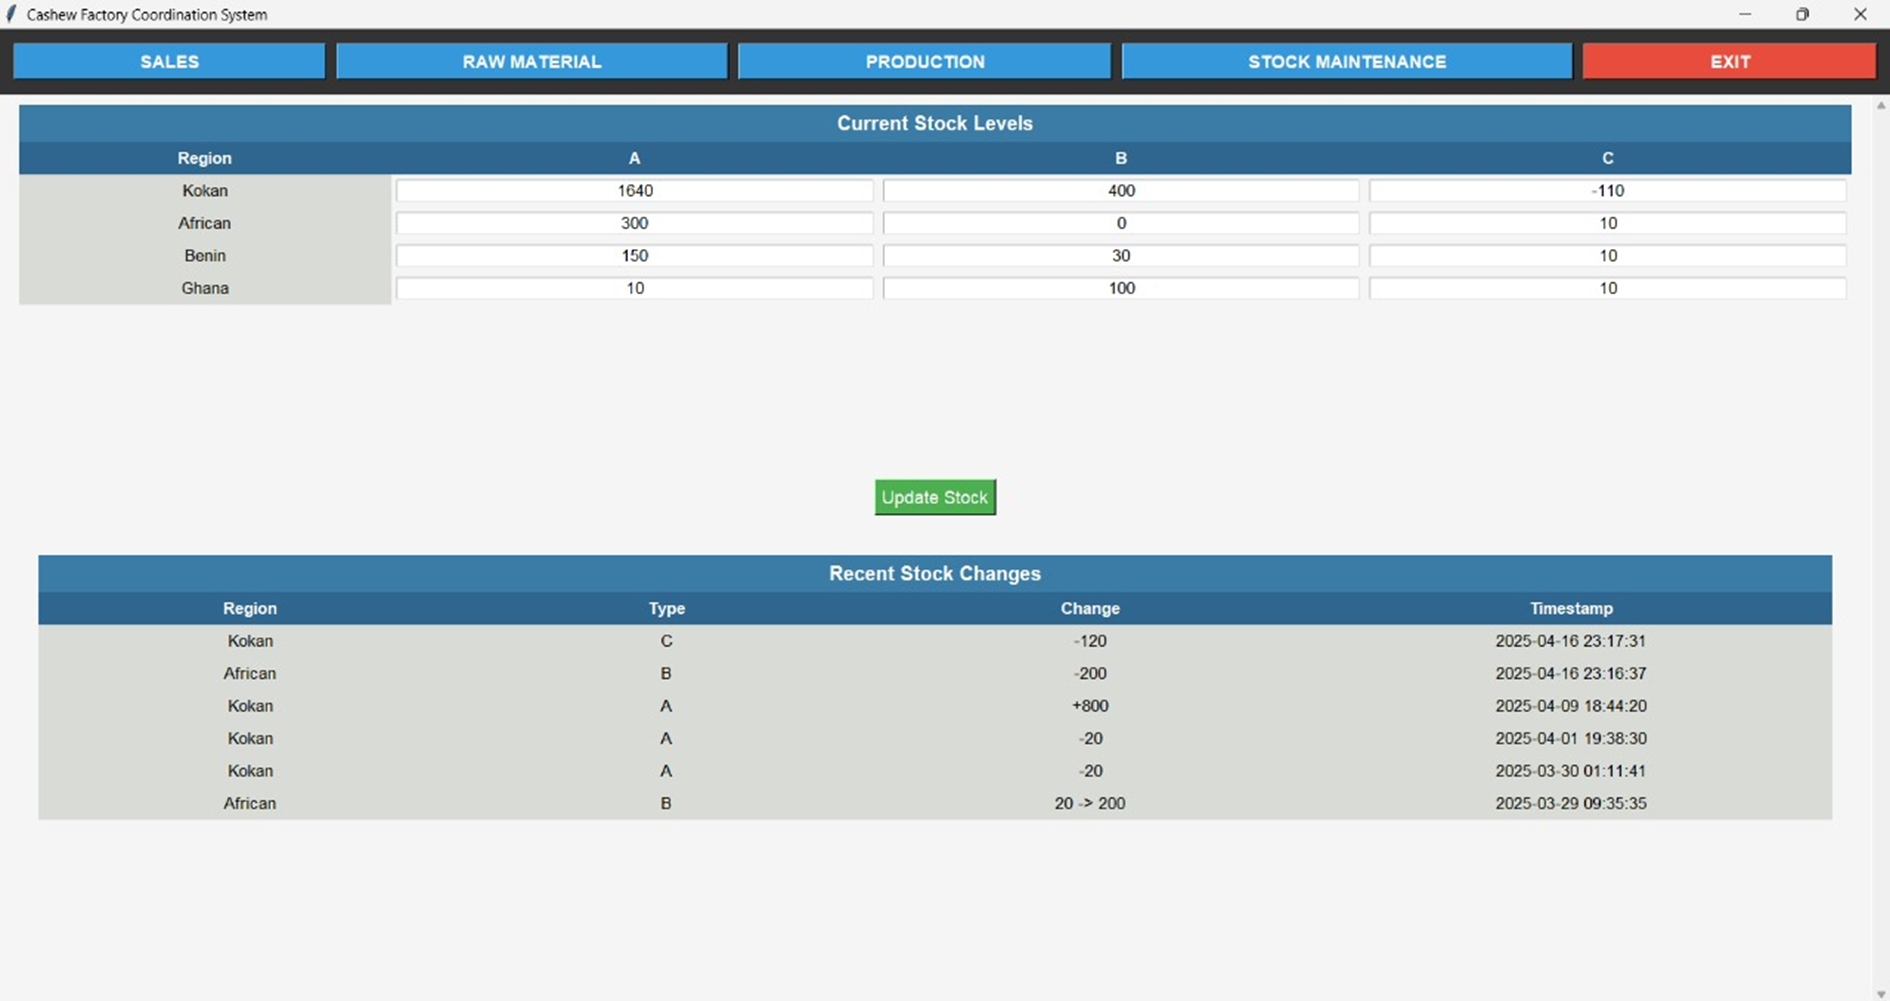 Cashew Factory Coordination System
SALES RAW MATERIAL PRODUCTION STOCK MAINTENANCE EXIT
Current Stock Levels
Region A B C
Kokan 1640 400 -110
African 300 0 10
Benin 150 30 10
Ghana 10 100 10
Update Stock
Recent Stock Changes
Region Type Change Timestamp
Kokan C -120 2025-04-16 23:17:31
African B -200 2025-04-16 23:16:37
Kokan A +800 2025-04-09 18:44:20
Kokan A -20 2025-04-01 19:38:30
Kokan A -20 2025-03-30 01:11:41
African B 20 -> 200 2025-03-29 09:35:35